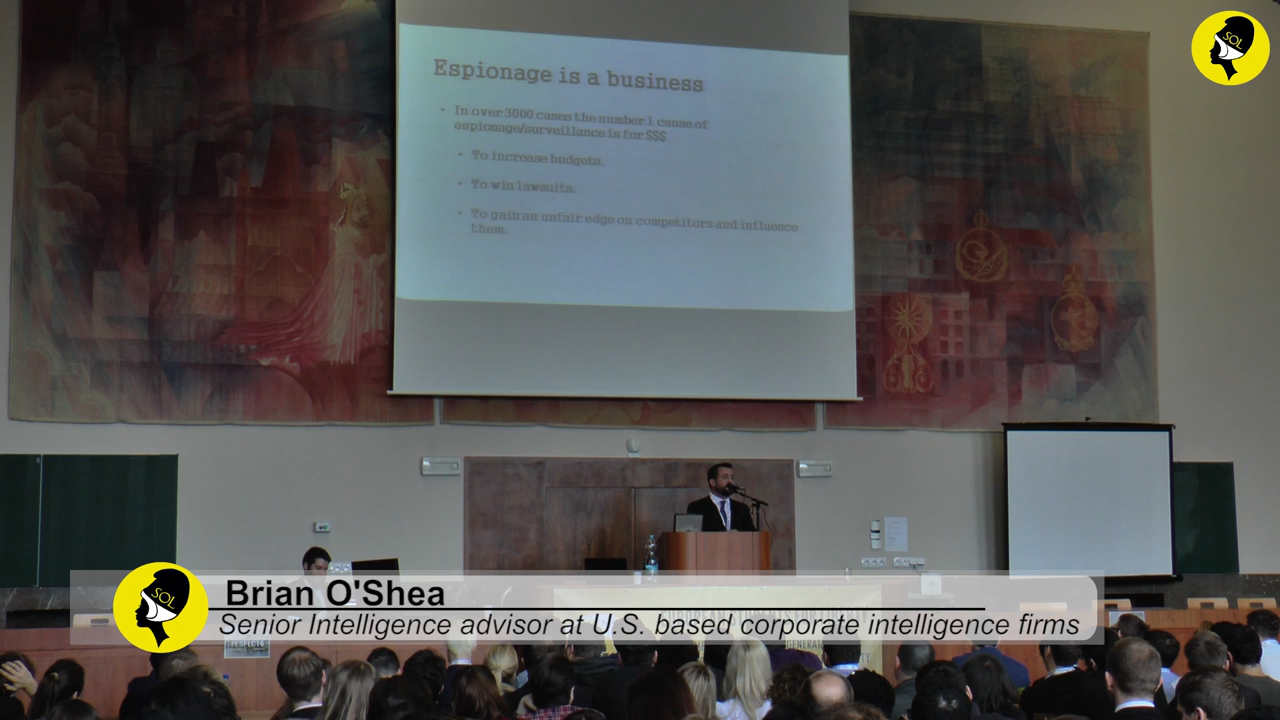 SOL
Espionage is a business
• In over 3000 cases the number 1 cause of
espionage/surveillance is for $$$
• To increase budgets.
• To win lawsuits.
• To gain an unfair edge on competitors and influence
them.
SOL
Brian O'Shea
Senior Intelligence advisor at U.S. based corporate intelligence firms